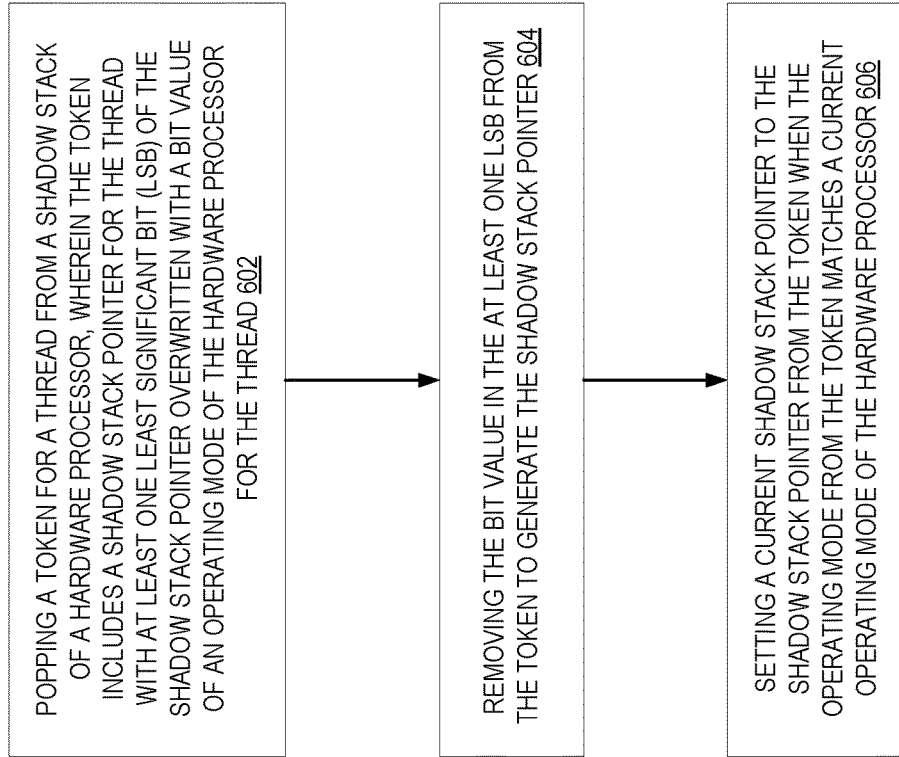 POPPING A TOKEN FOR A THREAD FROM A SHADOW STACK
OF A HARDWARE PROCESSOR, WHEREIN THE TOKEN
INCLUDES A SHADOW STACK POINTER FOR THE THREAD
WITH AT LEAST ONE LEAST SIGNIFICANT BIT (LSB) OF THE
SHADOW STACK POINTER OVERWRITTEN WITH A BIT VALUE
OF AN OPERATING MODE OF THE HARDWARE PROCESSOR
FOR THE THREAD 602
REMOVING THE BIT VALUE IN THE AT LEAST ONE LSB FROM
THE TOKEN TO GENERATE THE SHADOW STACK POINTER 604
SETTING A CURRENT SHADOW STACK POINTER TO THE
SHADOW STACK POINTER FROM THE TOKEN WHEN THE
OPERATING MODE FROM THE TOKEN MATCHES A CURRENT
OPERATING MODE OF THE HARDWARE PROCESSOR 606